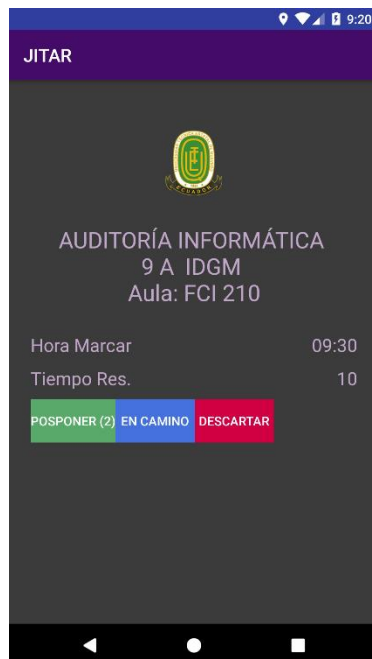 9:20
JITAR
ECUADOR
AUDITORÍA INFORMÁTICA
9 A IDGM
Aula: FCI 210
Hora Marcar 09:30
Tiempo Res. 10
POSPONER (2) EN CAMINO DESCARTAR